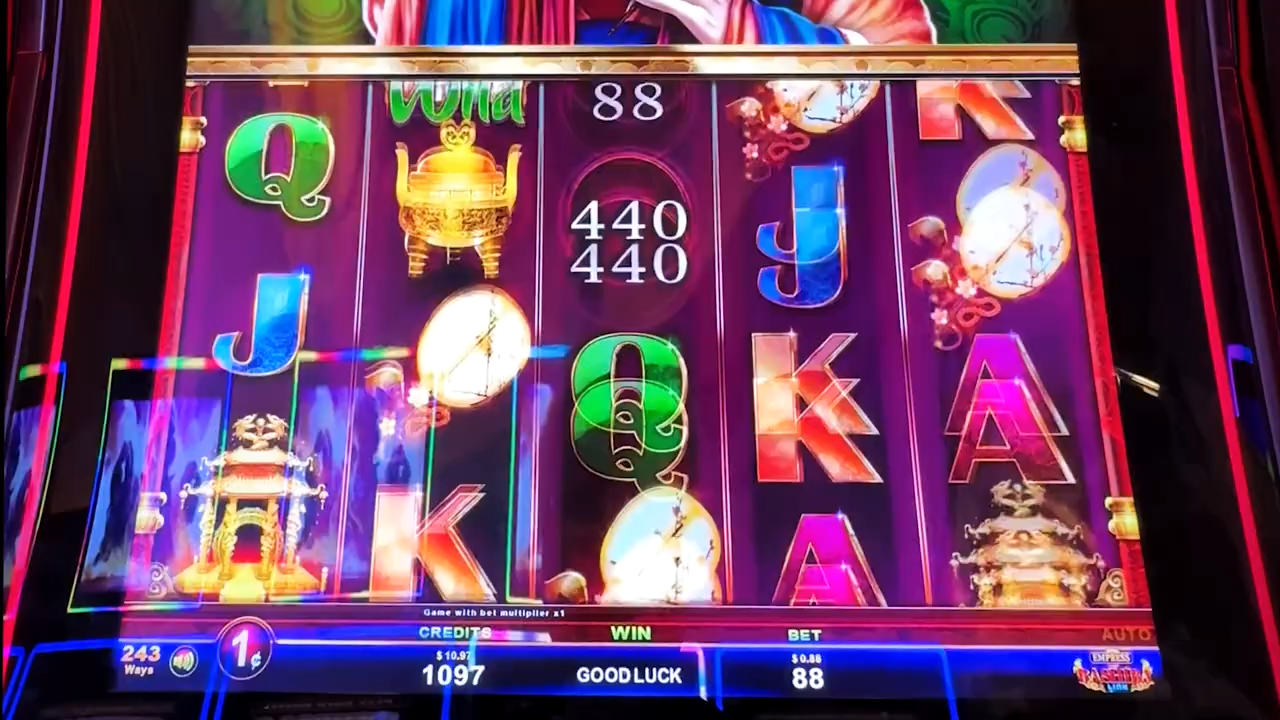 Wild
88
K
Q
440
440
J
J
Q
Q
K
A
A
K
A
Game with bet multiplier x1
CREDITS WIN BET AUTO
243 Ways
1¢
$10.97
1097
GOOD LUCK
$0.88
88
EMPRESS